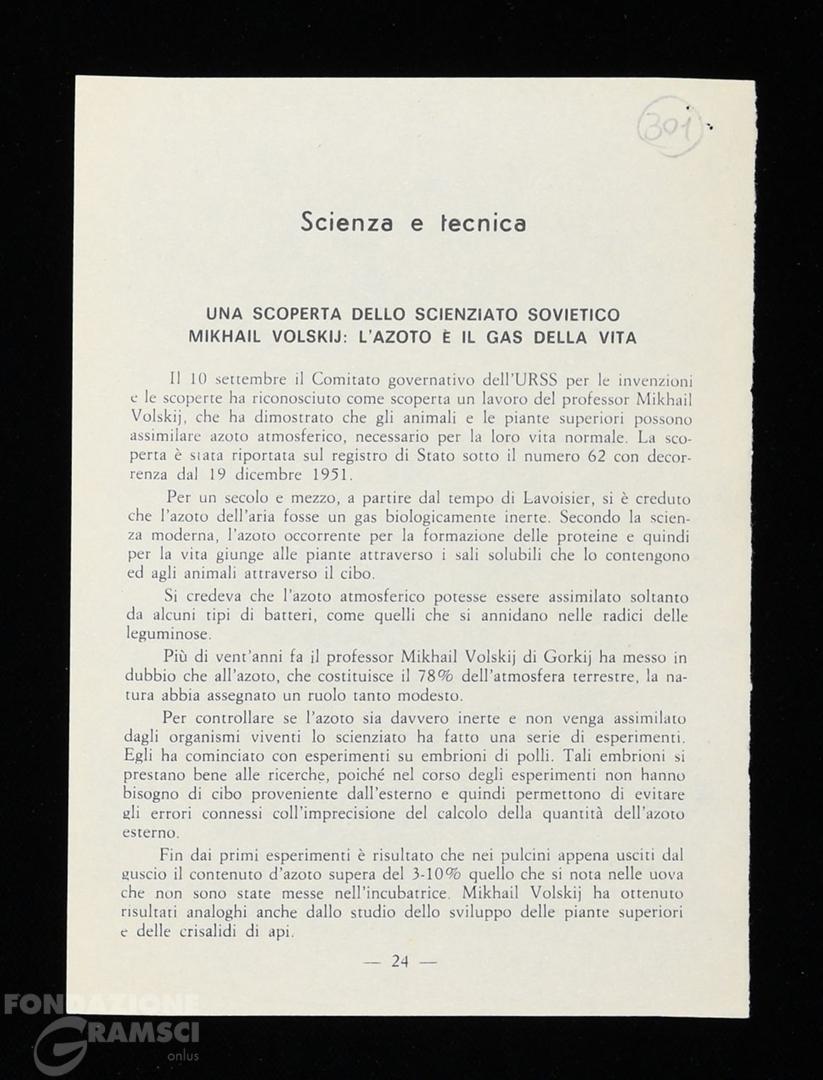 301
Scienza e tecnica
UNA SCOPERTA DELLO SCIENZIATO SOVIETICO
MIKHAIL VOLSKIJ: L'AZOTO È IL GAS DELLA VITA
Il 10 settembre il Comitato governativo dell'URSS per le invenzioni
e le scoperte ha riconosciuto come scoperta un lavoro del professor Mikhail
Volskij, che ha dimostrato che gli animali e le piante superiori possono
assimilare azoto atmosferico, necessario per la loro vita normale. La sco-
perta è stata riportata sul registro di Stato sotto il numero 62 con decor-
renza dal 19 dicembre 1951.
Per un secolo e mezzo, a partire dal tempo di Lavoisier, si è creduto
che l'azoto dell'aria fosse un gas biologicamente inerte. Secondo la scien-
za moderna, l'azoto occorrente per la formazione delle proteine e quindi
per la vita giunge alle piante attraverso i sali solubili che lo contengono
ed agli animali attraverso il cibo.
Si credeva che l'azoto atmosferico potesse essere assimilato soltanto
da alcuni tipi di batteri, come quelli che si annidano nelle radici delle
leguminose.
Più di vent'anni fa il professor Mikhail Volskij di Gorkij ha messo in
dubbio che all'azoto, che costituisce il 78% dell'atmosfera terrestre, la na-
tura abbia assegnato un ruolo tanto modesto.
Per controllare se l'azoto sia davvero inerte e non venga assimilato
dagli organismi viventi lo scienziato ha fatto una serie di esperimenti.
Egli ha cominciato con esperimenti su embrioni di polli. Tali embrioni si
prestano bene alle ricerche, poiché nel corso degli esperimenti non hanno
bisogno di cibo proveniente dall'esterno e quindi permettono di evitare
gli errori connessi coll'imprecisione del calcolo della quantità dell'azoto
esterno.
Fin dai primi esperimenti è risultato che nei pulcini appena usciti dal
guscio il contenuto d'azoto supera del 3-10% quello che si nota nelle uova
che non sono state messe nell'incubatrice. Mikhail Volskij ha ottenuto
risultati analoghi anche dallo studio dello sviluppo delle piante superiori
e delle crisalidi di api.
— 24 —
FONDAZIONE
GRAMSCI
onlus